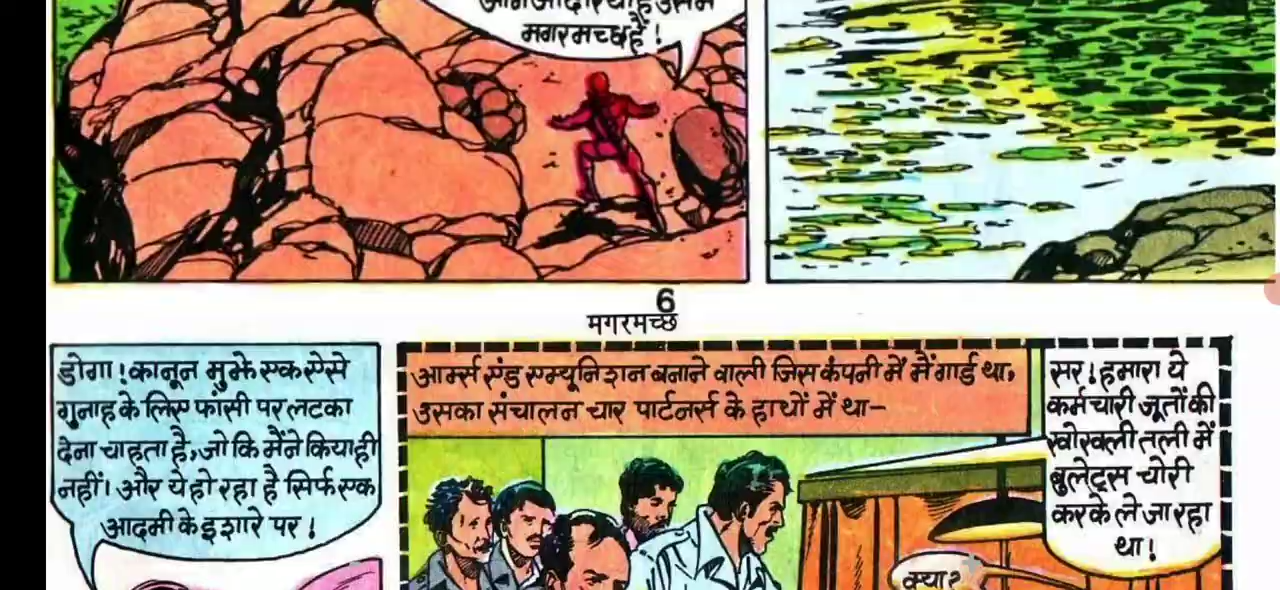 मगरमच्छ हैं!
6
मगरमच्छ
डोगा! कानून मुझे एक ऐसे
गुनाह के लिए फांसी पर लटका
देना चाहता है, जो कि मैंने किया ही
नहीं। और ये हो रहा है सिर्फ एक
आदमी के इशारे पर!
आर्म्स एंड एम्यूनिशन बनाने वाली जिस कंपनी में मैं गार्ड था,
उसका संचालन चार पार्टनर्स के हाथों में था–
सर! हमारा ये
कर्मचारी जूतों की
खोखली तली में
बुलेट्स चोरी
करके ले जा रहा
था!
क्या?